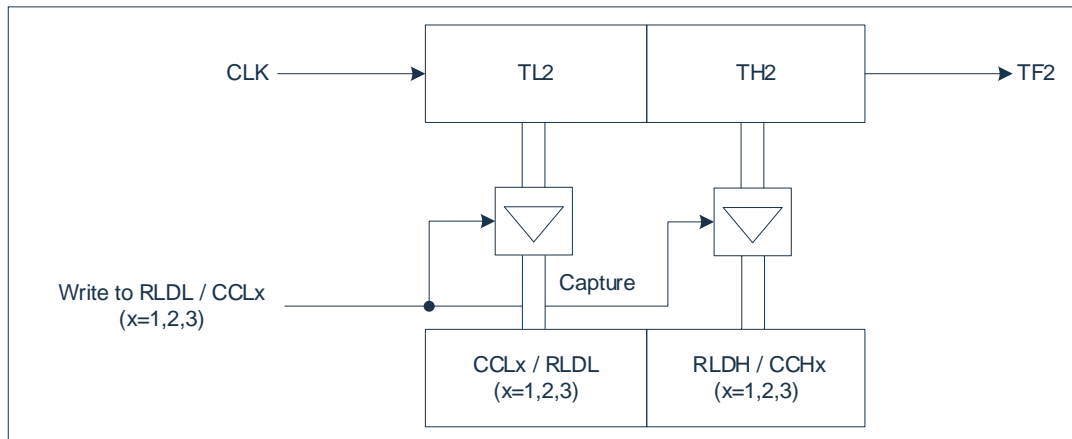 CLK
TL2
TH2
TF2
Capture
Write to RLDL / CCLx
(x=1,2,3)
CCLx / RLDL
(x=1,2,3)
RLDH / CCHx
(x=1,2,3)